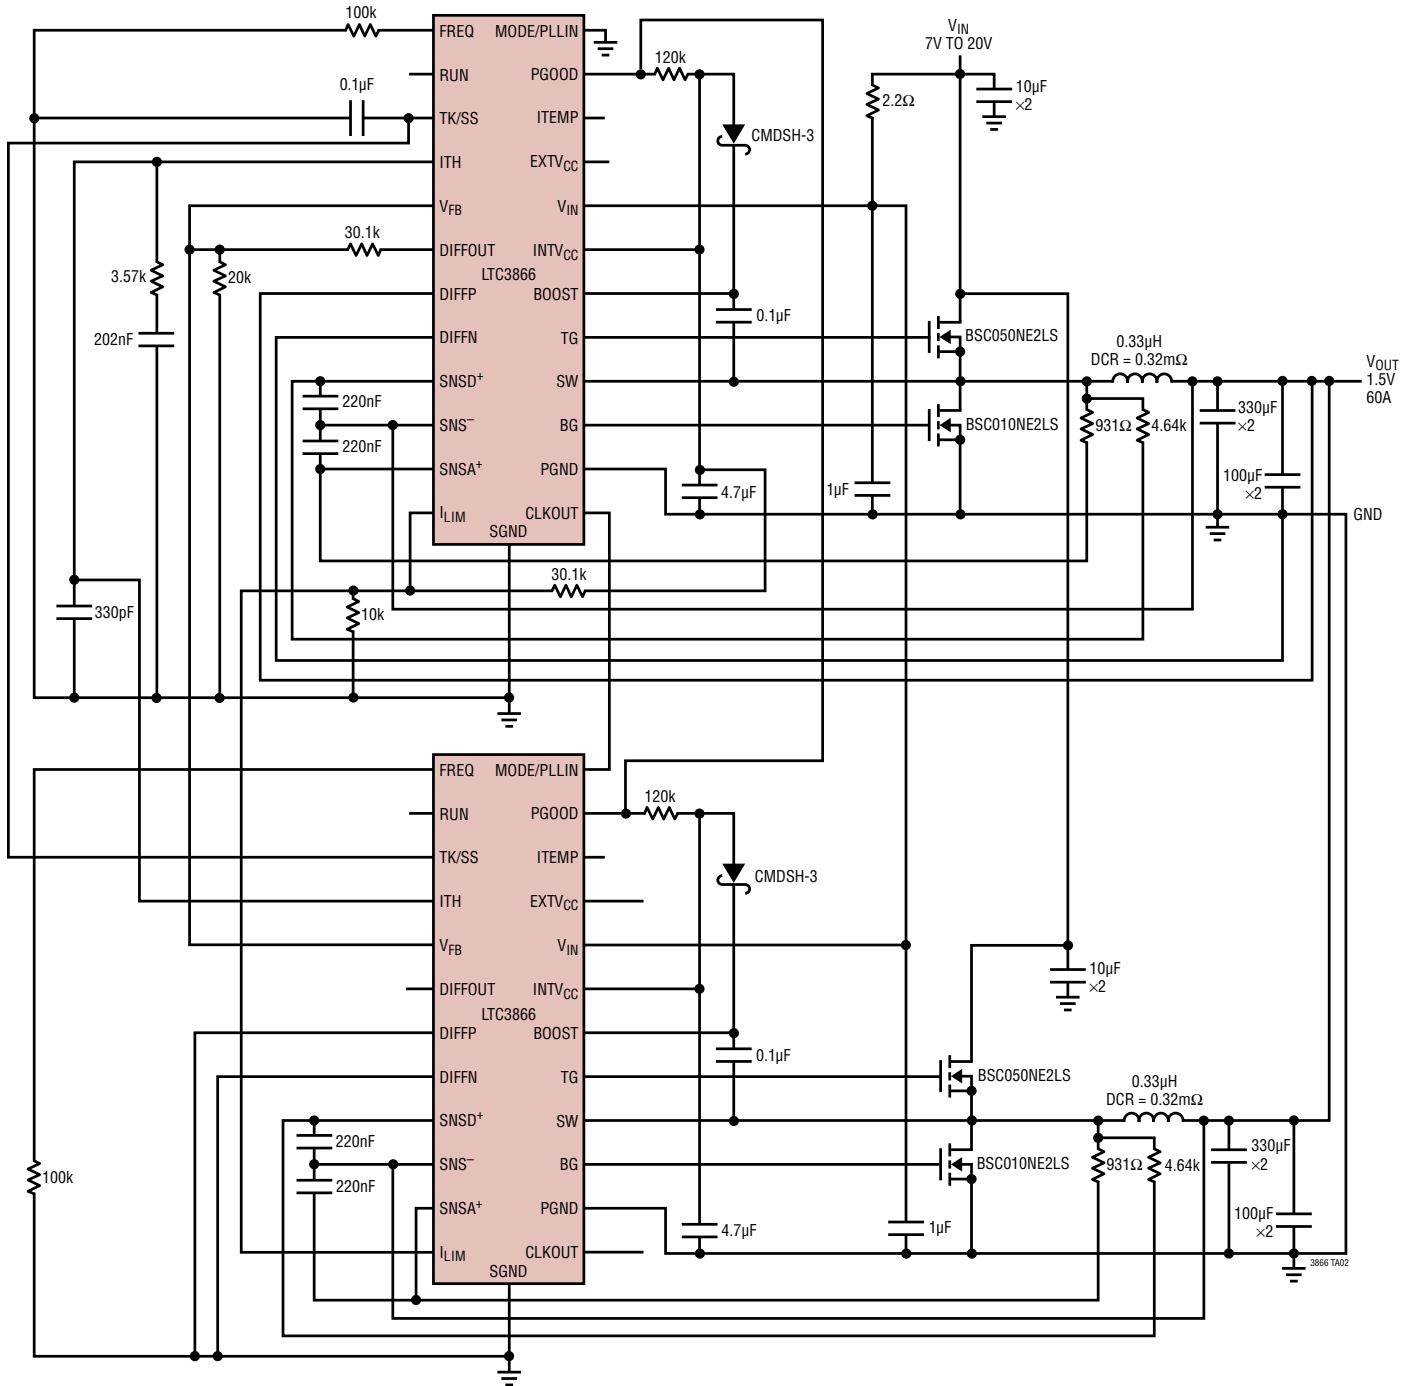 100k
FREQ MODE/PLLIN
RUN PGOOD
120k
0.1µF
TK/SS ITEMP
CMDSH-3
ITH EXTVCC
VFB VIN
30.1k
DIFFOUT INTVCC
LTC3866
3.57k
20k
DIFFP BOOST
0.1µF
202nF
DIFFN TG
SNSD+ SW
220nF
SNS– BG
220nF
SNSA+ PGND
4.7µF
1µF
ILIM CLKOUT
SGND
VIN
7V TO 20V
2.2Ω
10µF
×2
BSC050NE2LS
0.33µH
DCR = 0.32mΩ
VOUT
1.5V
60A
BSC010NE2LS
931Ω
4.64k
330µF
×2
100µF
×2
GND
30.1k
10k
330pF
FREQ MODE/PLLIN
RUN PGOOD
120k
TK/SS ITEMP
CMDSH-3
ITH EXTVCC
VFB VIN
DIFFOUT INTVCC
LTC3866
10µF
×2
DIFFP BOOST
0.1µF
DIFFN TG
BSC050NE2LS
0.33µH
DCR = 0.32mΩ
SNSD+ SW
220nF
SNS– BG
BSC010NE2LS
931Ω
4.64k
330µF
×2
100k
220nF
SNSA+ PGND
4.7µF
1µF
100µF
×2
ILIM CLKOUT
SGND
3866 TA02